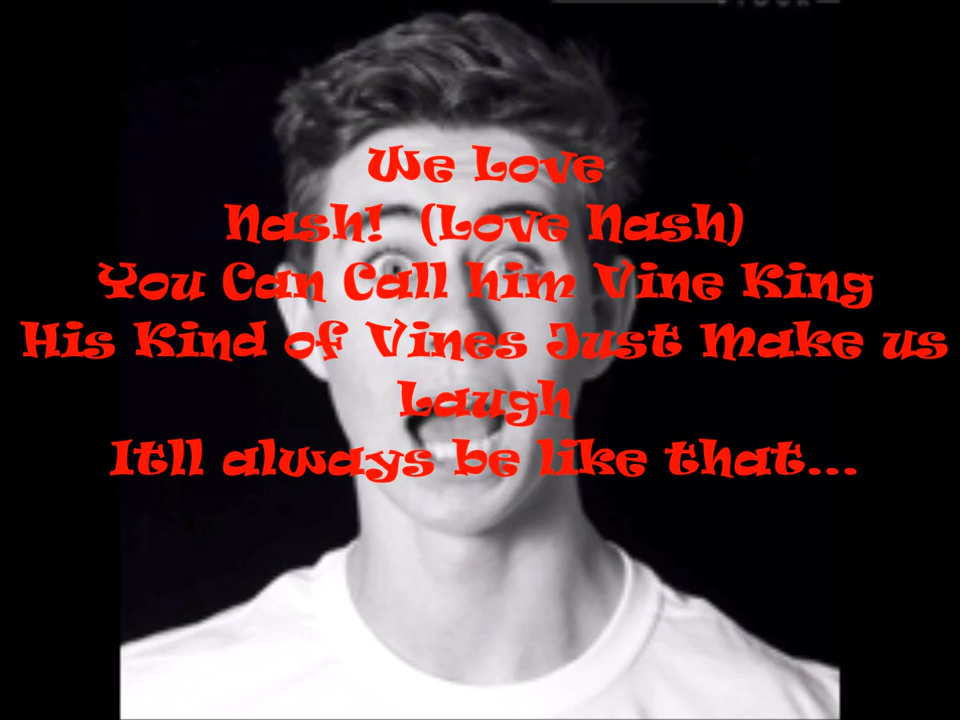 We Love
Nash! (Love Nash)
You Can Call him Vine King
His Kind of Vines Just Make us
Laugh
Itll always be like that...